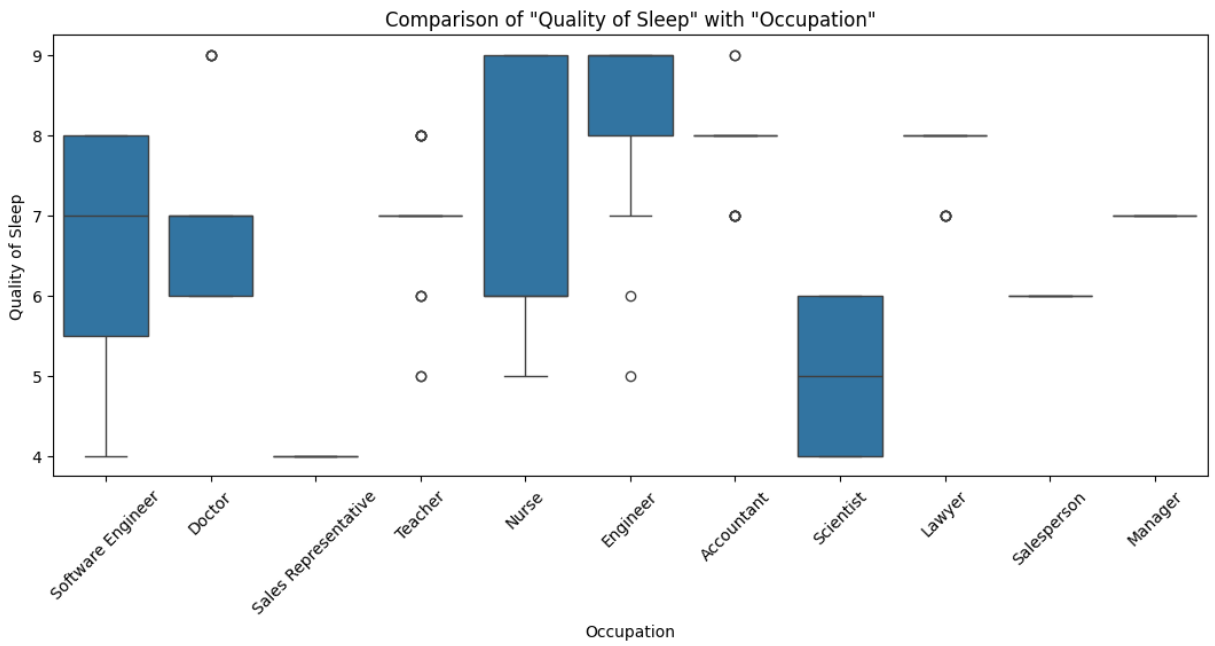 Comparison of "Quality of Sleep" with "Occupation"
Quality of Sleep
9
8
7
6
5
4
Software Engineer
Doctor
Sales Representative
Teacher
Nurse
Engineer
Accountant
Scientist
Lawyer
Salesperson
Manager
Occupation